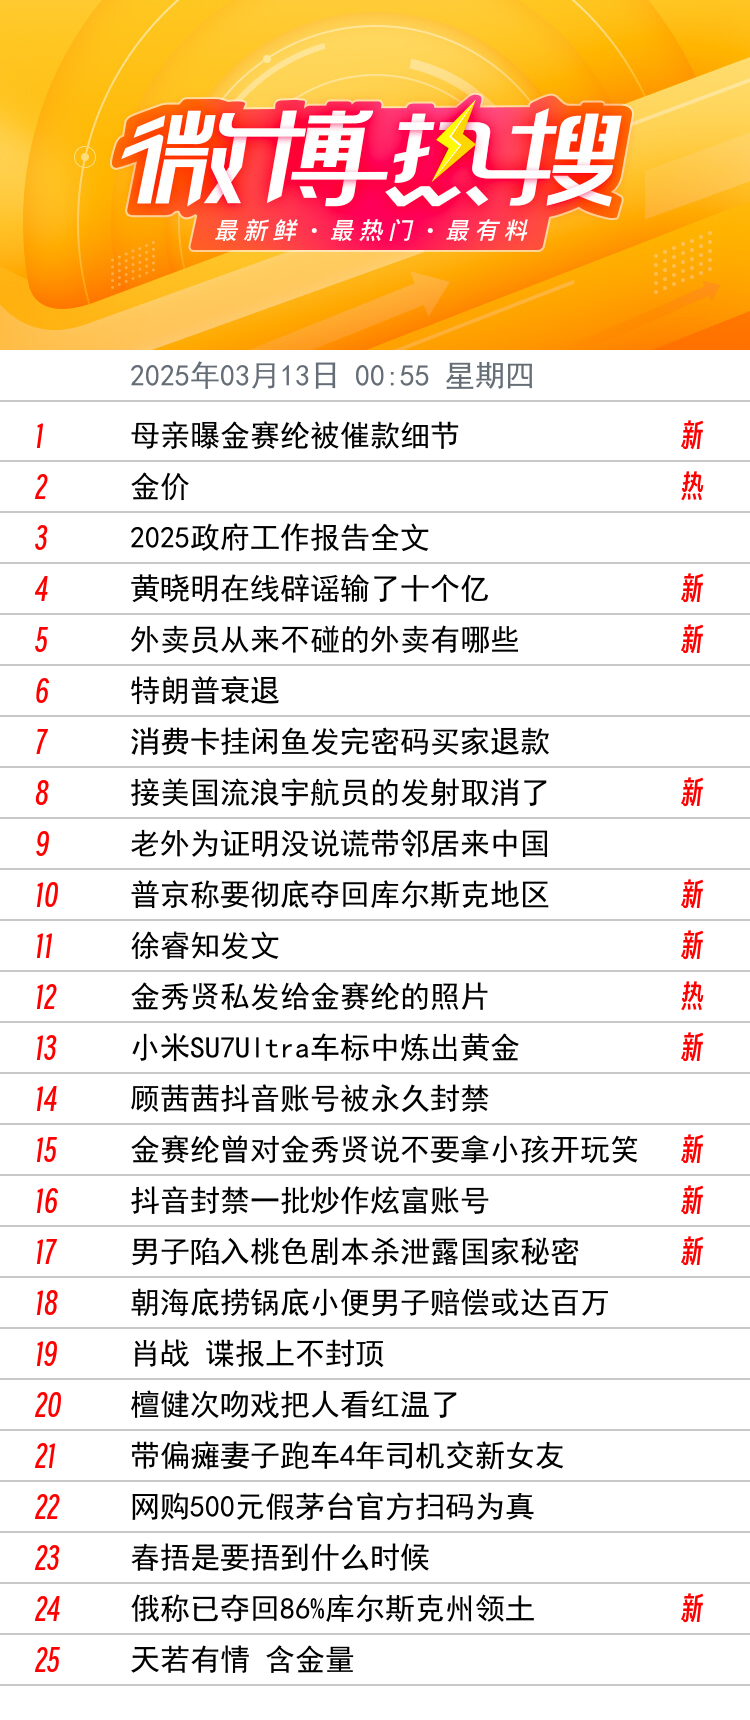 微博热搜
最新鲜·最热门·最有料
2025年03月13日 00:55 星期四
1 母亲曝金赛纶被催款细节 新
2 金价 热
3 2025政府工作报告全文
4 黄晓明在线辟谣输了十个亿 新
5 外卖员从来不碰的外卖有哪些 新
6 特朗普衰退
7 消费卡挂闲鱼发完密码买家退款
8 接美国流浪宇航员的发射取消了 新
9 老外为证明没说谎带邻居来中国
10 普京称要彻底夺回库尔斯克地区 新
11 徐睿知发文 新
12 金秀贤私发给金赛纶的照片 热
13 小米SU7Ultra车标中炼出黄金 新
14 顾茜茜抖音账号被永久封禁
15 金赛纶曾对金秀贤说不要拿小孩开玩笑 新
16 抖音封禁一批炒作炫富账号 新
17 男子陷入桃色剧本杀泄露国家秘密 新
18 朝海底捞锅底小便男子赔偿或达百万
19 肖战 谍报上不封顶
20 檀健次吻戏把人看红温了
21 带偏瘫妻子跑车4年司机交新女友
22 网购500元假茅台官方扫码为真
23 春捂是要捂到什么时候
24 俄称已夺回86%库尔斯克州领土 新
25 天若有情 含金量